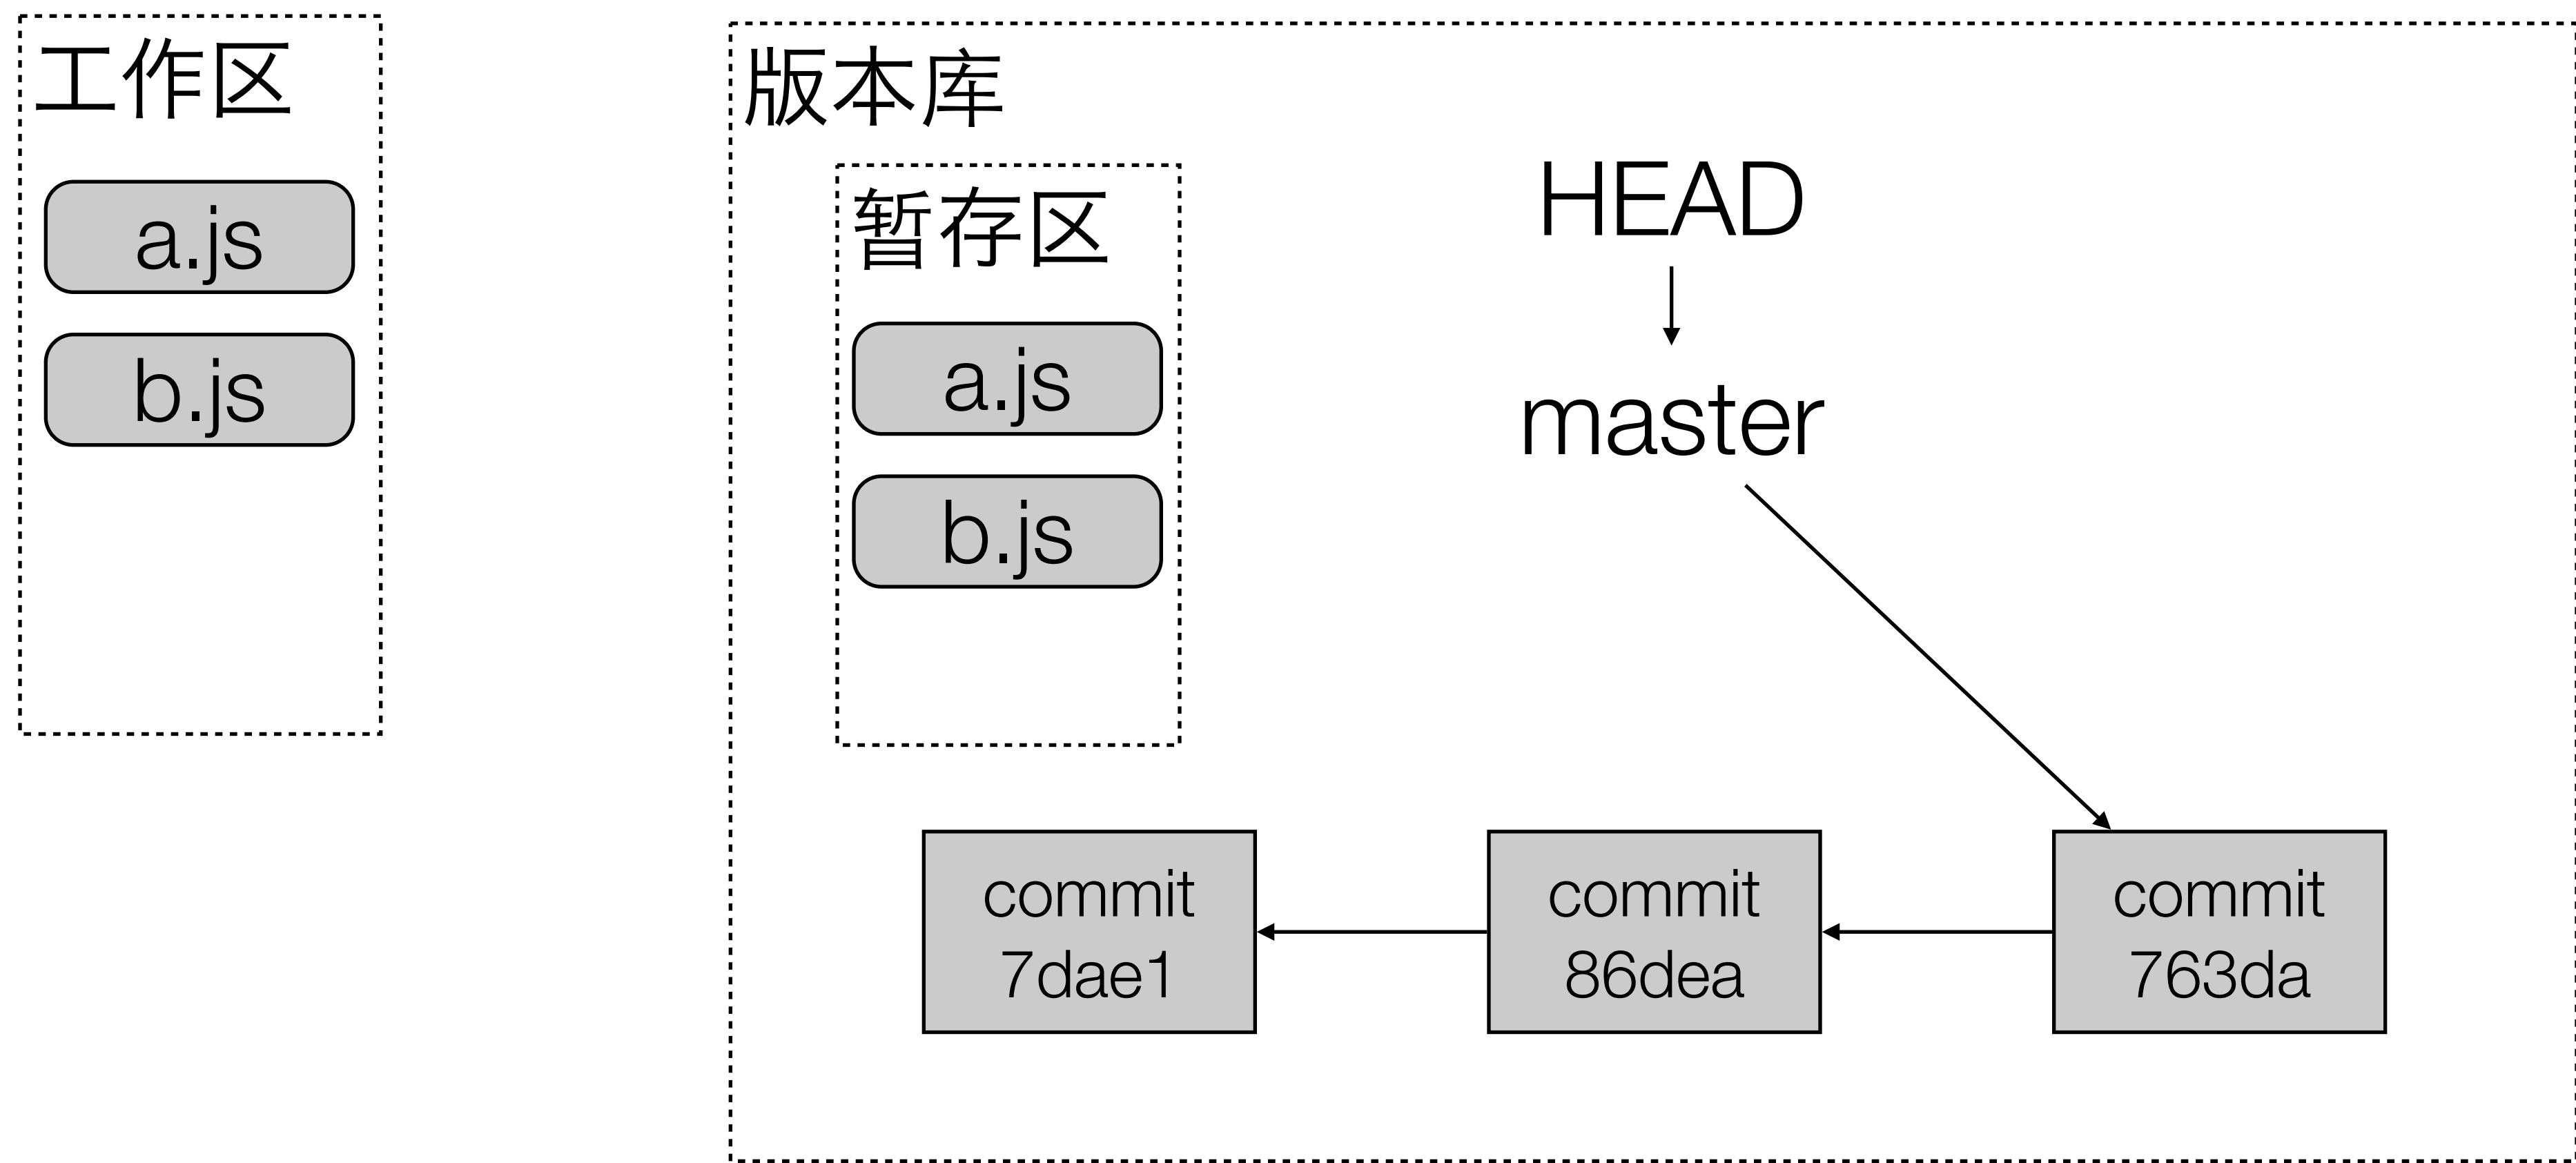 工作区
a.js
b.js
版本库
暂存区
a.js
b.js
HEAD
master
commit
7dae1
commit
86dea
commit
763da